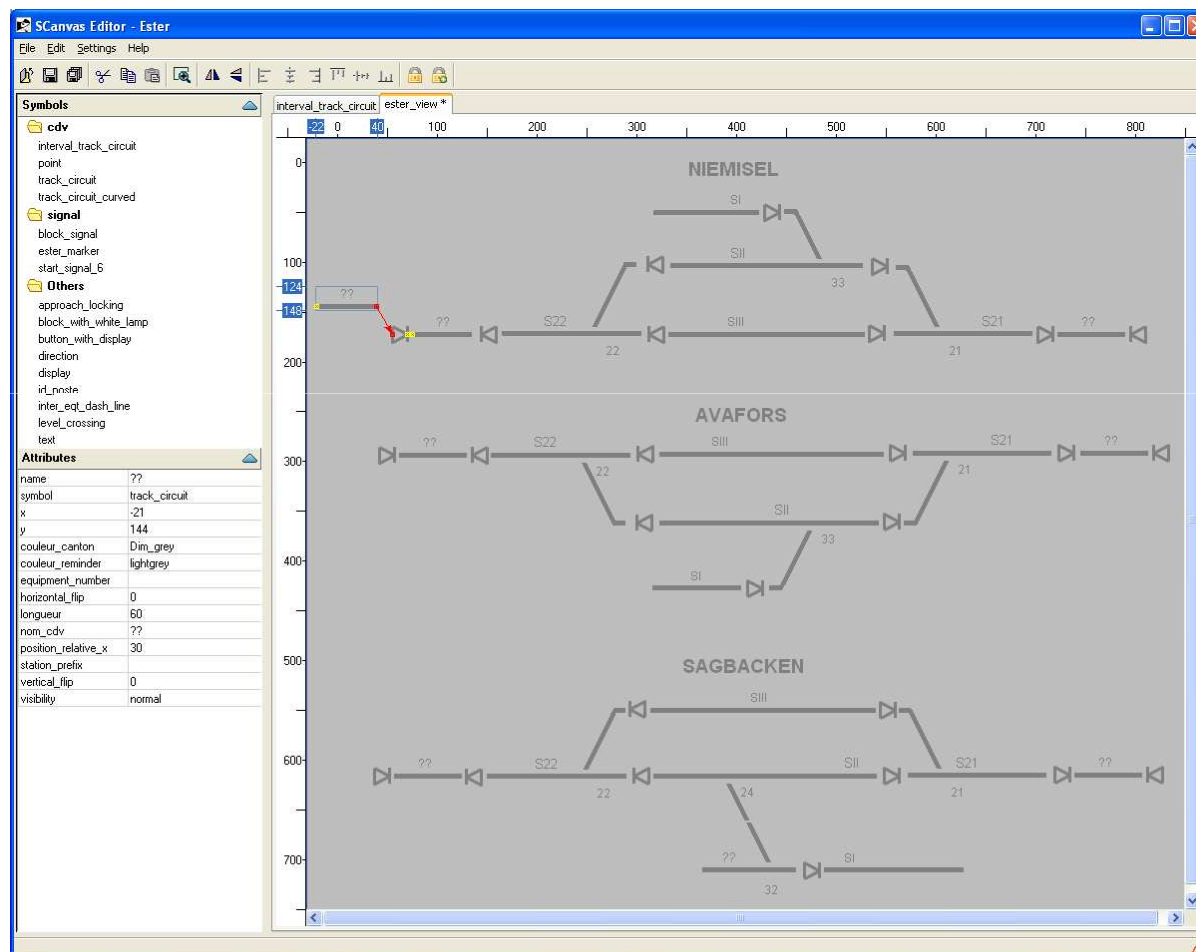 SCanvas Editor - Ester
File Edit Settings Help
Symbols
cdv
interval_track_circuit
point
track_circuit
track_circuit_curved
signal
block_signal
ester_marker
start_signal_6
Others
approach_locking
block_with_white_lamp
button_with_display
direction
display
id_poste
inter_eqt_dash_line
level_crossing
text
Attributes
name ??
symbol track_circuit
x -21
y 144
couleur_canton Dim_grey
couleur_reminder lightgrey
equipment_number
horizontal_flip 0
longueur 60
nom_cdv ??
position_relative_x 30
station_prefix
vertical_flip 0
visibility normal
interval_track_circuit ester_view *
-22 0 40 100 200 300 400 500 600 700 800
0
100
124
148
200
300
400
500
600
700
NIEMISEL
SI
SII
33
??
?? S22 SIII S21 ??
22 21
AVAFORS
?? S22 SIII S21 ??
22 21
SII
33
SI
SAGBACKEN
SIII
?? S22 SII S21 ??
22 24 21
?? SI
32